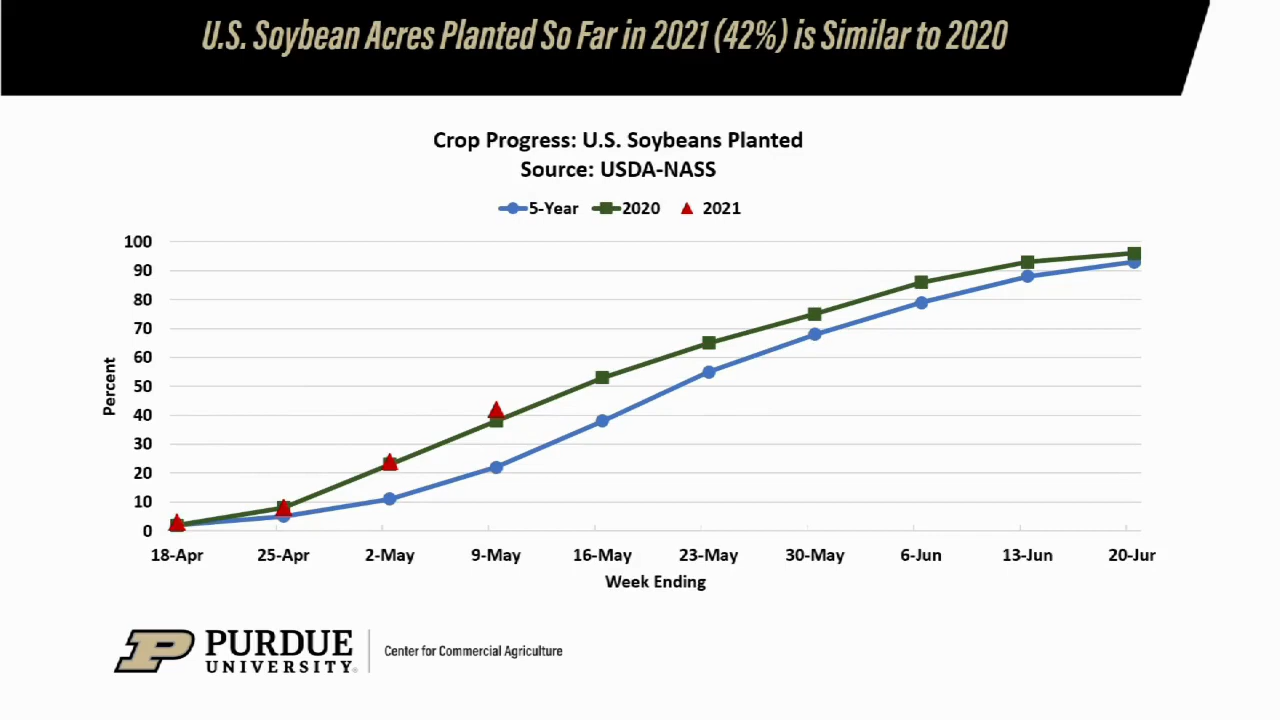 U.S. Soybean Acres Planted So Far in 2021 (42%) is Similar to 2020
Crop Progress: U.S. Soybeans Planted
Source: USDA-NASS
5-Year 2020 2021
100
90
80
70
60
50
40
30
20
10
0
Percent
18-Apr 25-Apr 2-May 9-May 16-May 23-May 30-May 6-Jun 13-Jun 20-Jur
Week Ending
P PURDUE UNIVERSITY®
Center for Commercial Agriculture